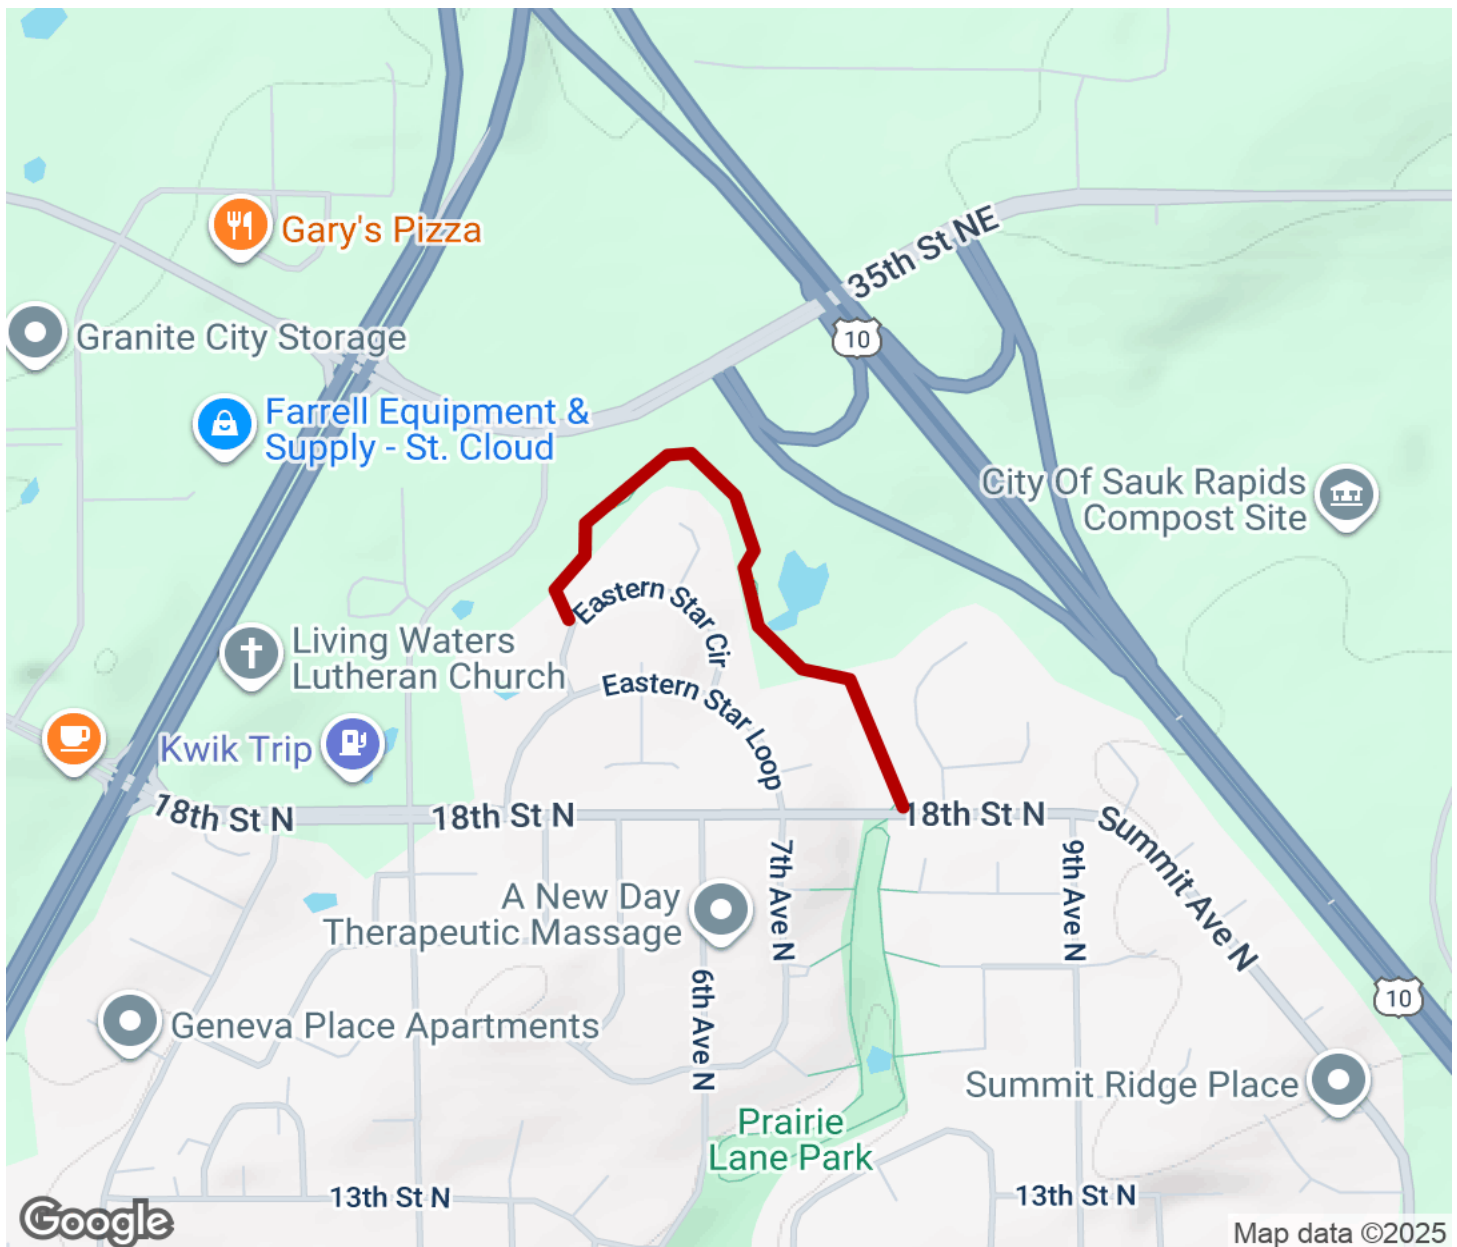 35th St NE
Gary's Pizza
10
Granite City Storage
Farrell Equipment &
Supply - St. Cloud
City Of Sauk Rapids
Compost Site
Eastern Star Cir
Living Waters
Lutheran Church
Eastern Star Loop
Kwik Trip
18th St N
18th St N
18th St N
Summit Ave N
7th Ave N
9th Ave N
A New Day
Therapeutic Massage
6th Ave N
10
Geneva Place Apartments
Summit Ridge Place
Prairie
Lane Park
13th St N
13th St N
Google
Map data ©2025